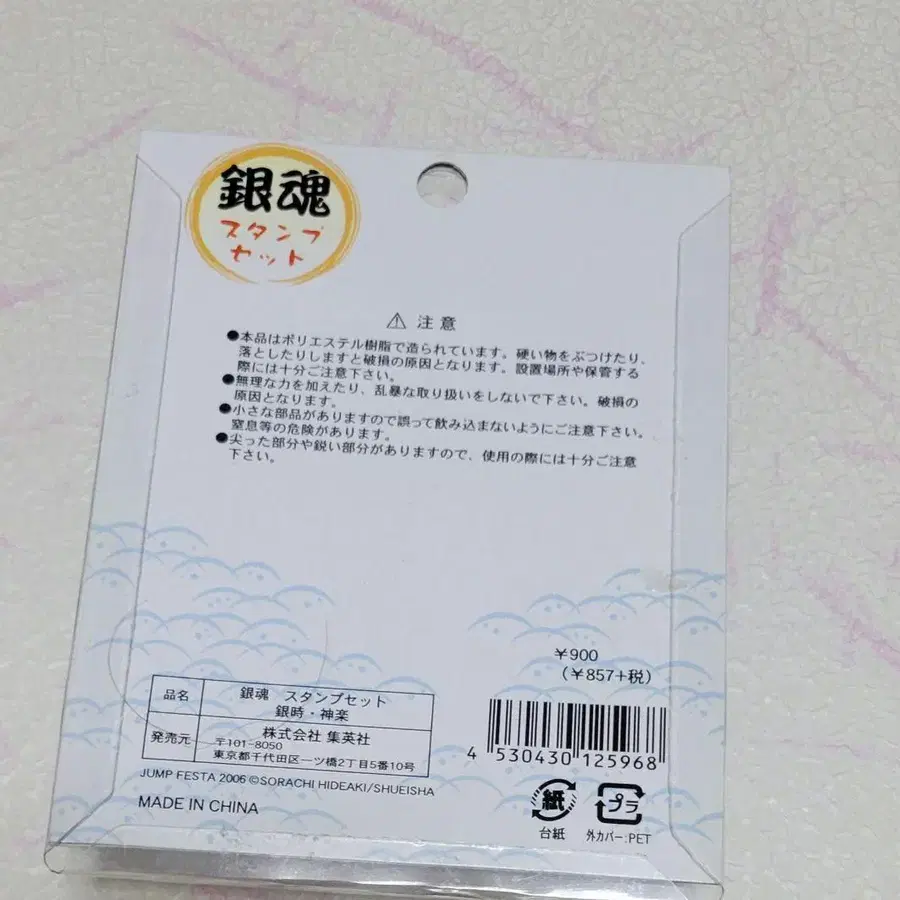 銀魂
スタンプ
セット
⚠ 注意
●本品はポリエステル樹脂で造られています。硬い物をぶつけたり、
落としたりしますと破損の原因となります。設置場所や保管する
際には十分ご注意下さい。
●無理な力を加えたり、乱暴な取り扱いをしないで下さい。破損の
原因となります。
●小さな部品がありますので誤って飲み込まないようにご注意下さい。
窒息等の危険があります。
●尖った部分や鋭い部分がありますので、使用の際には十分ご注意
下さい。
¥900
(¥857+税)
品名
銀魂 スタンプセット
銀時・神楽
発売元
株式会社 集英社
〒101-8050
東京都千代田区一ツ橋2丁目5番10号
4 530430 125968
JUMP FESTA 2006 ©SORACHI HIDEAKI/SHUEISHA
MADE IN CHINA
紙
台紙
プラ
外カバー:PET